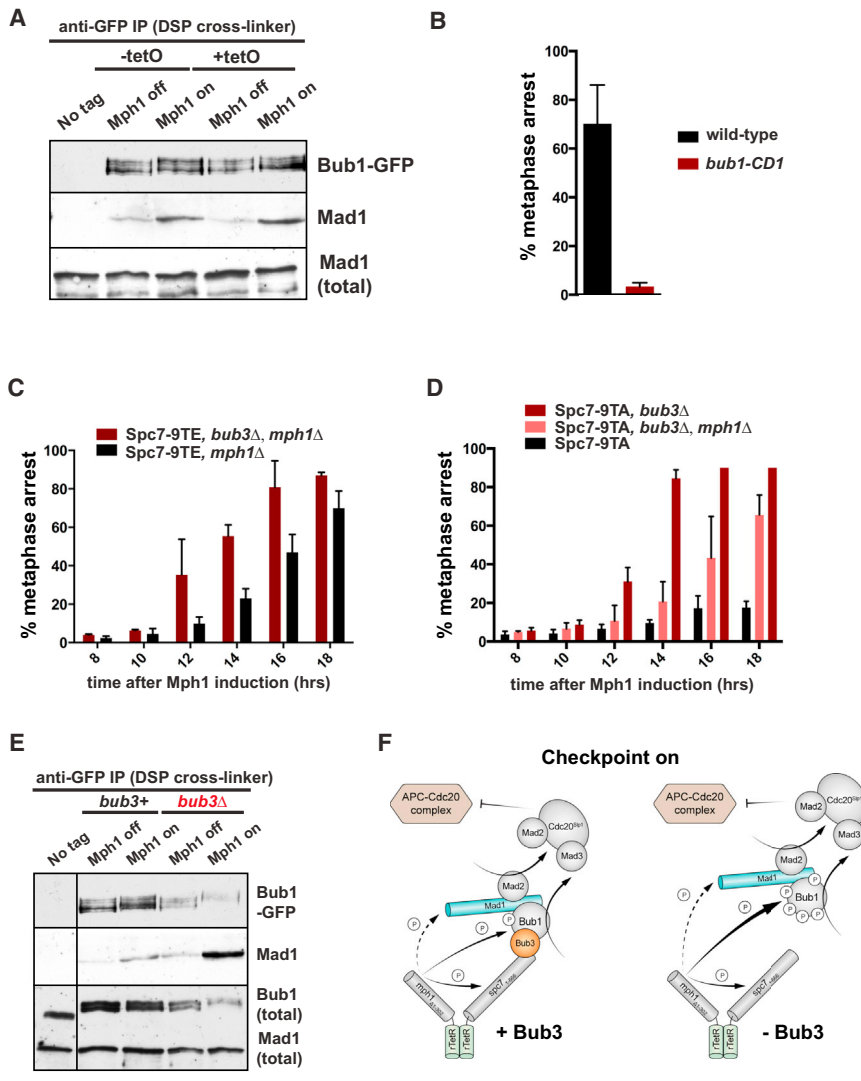 A
anti-GFP IP (DSP cross-linker)
-tetO +tetO
No tag Mph1 off Mph1 on Mph1 off Mph1 on
Bub1-GFP
Mad1
Mad1
(total)
B
% metaphase arrest
100
80
60
40
20
0
wild-type
bub1-CD1
C
Spc7-9TE, bub3Δ, mph1Δ
Spc7-9TE, mph1Δ
% metaphase arrest
100
80
60
40
20
0
8 10 12 14 16 18
time after Mph1 induction (hrs)
D
Spc7-9TA, bub3Δ
Spc7-9TA, bub3Δ, mph1Δ
Spc7-9TA
% metaphase arrest
100
80
60
40
20
0
8 10 12 14 16 18
time after Mph1 induction (hrs)
E
anti-GFP IP (DSP cross-linker)
bub3+ bub3Δ
No tag Mph1 off Mph1 on Mph1 off Mph1 on
Bub1
-GFP
Mad1
Bub1
(total)
Mad1
(total)
F
Checkpoint on
APC-Cdc20
complex
Mad2
Cdc20Slp1
Mad3
Mad2
Mad1
P
P
P
Bub1
Bub3
P
mph1
spc7
rTetR
rTetR
+ Bub3
APC-Cdc20
complex
Mad2
Cdc20Slp1
Mad3
Mad2
Mad1
P
P
P
P
Bub1
P
P
P
P
P
mph1
spc7
rTetR
rTetR
- Bub3